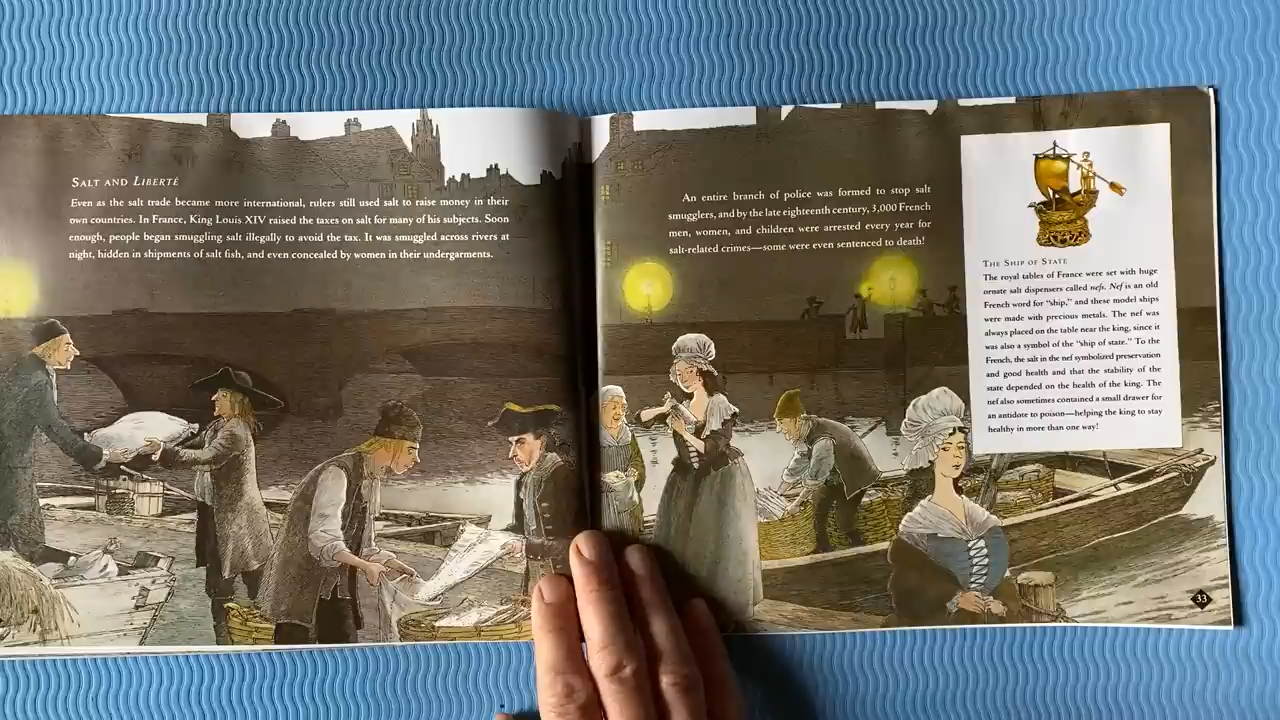 SALT AND LIBERTÉ
Even as the salt trade became more international, rulers still used salt to raise money in their
own countries. In France, King Louis XIV raised the taxes on salt for many of his subjects. Soon
enough, people began smuggling salt illegally to avoid the tax. It was smuggled across rivers at
night, hidden in shipments of salt fish, and even concealed by women in their undergarments.
An entire branch of police was formed to stop salt
smugglers, and by the late eighteenth century, 3,000 French
men, women, and children were arrested every year for
salt-related crimes—some were even sentenced to death!
THE SHIP OF STATE
The royal tables of France were set with huge
ornate salt dispensers called nefs. Nef is an old
French word for "ship," and these model ships
were made with precious metals. The nef was
always placed on the table near the king, since it
was also a symbol of the "ship of state." To the
French, the salt in the nef symbolized preservation
and good health and that the stability of the
state depended on the health of the king. The
nef also sometimes contained a small drawer for
an antidote to poison—helping the king to stay
healthy in more than one way!
33